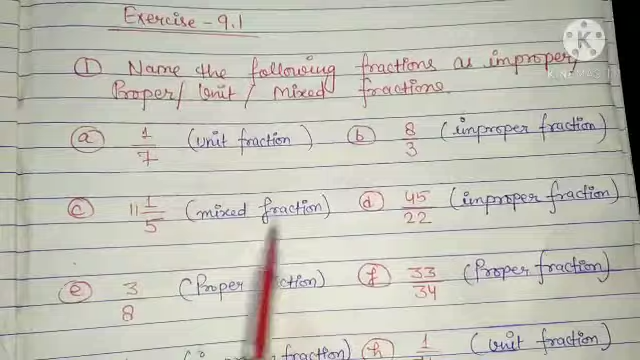 Exercise - 9.1
① Name the following fractions as improper/
Proper/ Unit/ Mixed fractions.
ⓐ 1/7 (unit fraction) ⓑ 8/3 (improper fraction)
ⓒ 11 1/5 (mixed fraction) ⓓ 45/22 (improper fraction)
ⓔ 3/8 (Proper fraction) ⓕ 33/34 (Proper fraction)
fraction) ⓗ (unit fraction)
K
KINEMASTER